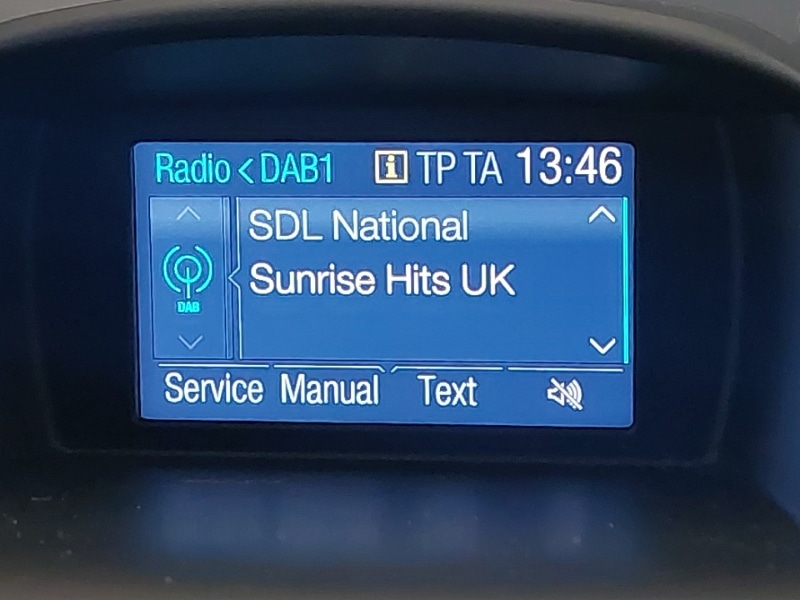 Radio < DAB1 i TP TA 13:46
SDL National
DAB
Sunrise Hits UK
Service Manual Text